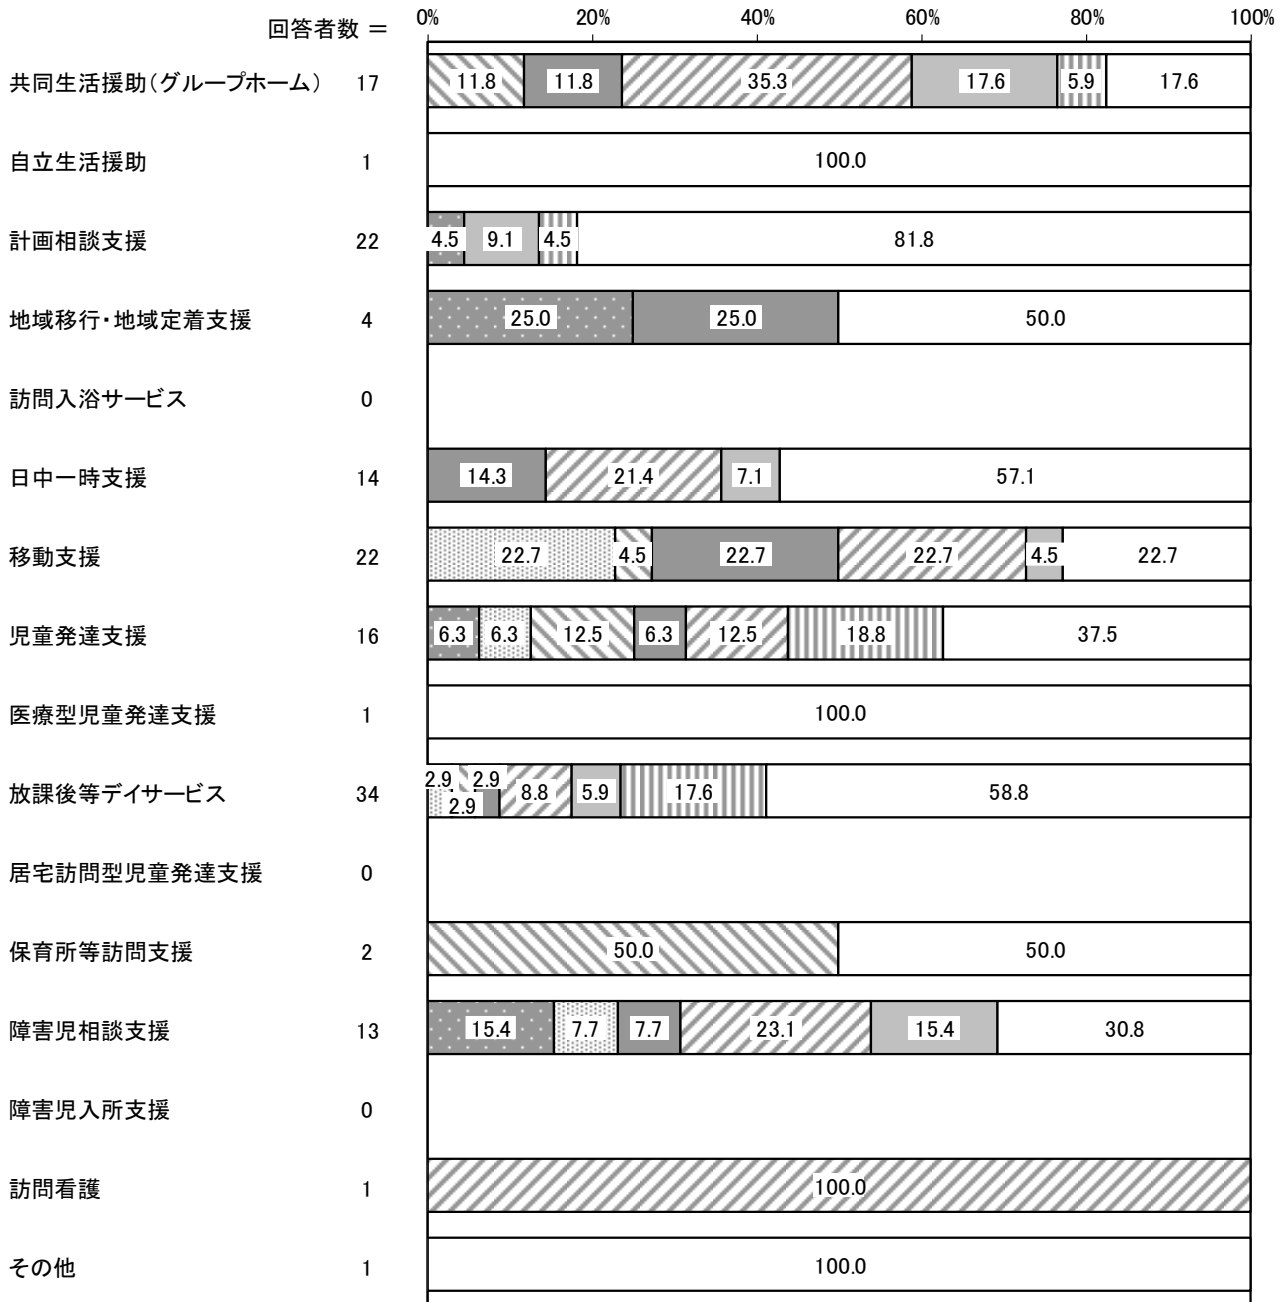 回答者数 = 0% 20% 40% 60% 80% 100%
共同生活援助(グループホーム) 17 11.8 11.8 35.3 17.6 5.9 17.6
自立生活援助 1 100.0
計画相談支援 22 4.5 9.1 4.5 81.8
地域移行・地域定着支援 4 25.0 25.0 50.0
訪問入浴サービス 0
日中一時支援 14 14.3 21.4 7.1 57.1
移動支援 22 22.7 4.5 22.7 22.7 4.5 22.7
児童発達支援 16 6.3 6.3 12.5 6.3 12.5 18.8 37.5
医療型児童発達支援 1 100.0
放課後等デイサービス 34 2.9 2.9 2.9 8.8 5.9 17.6 58.8
居宅訪問型児童発達支援 0
保育所等訪問支援 2 50.0 50.0
障害児相談支援 13 15.4 7.7 7.7 23.1 15.4 30.8
障害児入所支援 0
訪問看護 1 100.0
その他 1 100.0